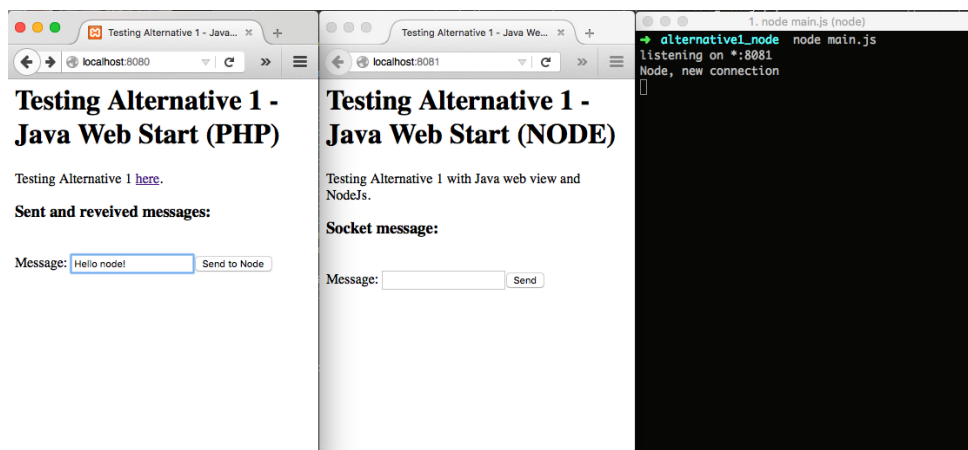 Testing Alternative 1 - Java...
localhost:8080
Testing Alternative 1 -
Java Web Start (PHP)
Testing Alternative 1 here.
Sent and reveived messages:
Message: Hello node! Send to Node
Testing Alternative 1 - Java We...
localhost:8081
Testing Alternative 1 -
Java Web Start (NODE)
Testing Alternative 1 with Java web view and
NodeJs.
Socket message:
Message: Send
1. node main.js (node)
➜ alternative1_node node main.js
listening on *:8081
Node, new connection